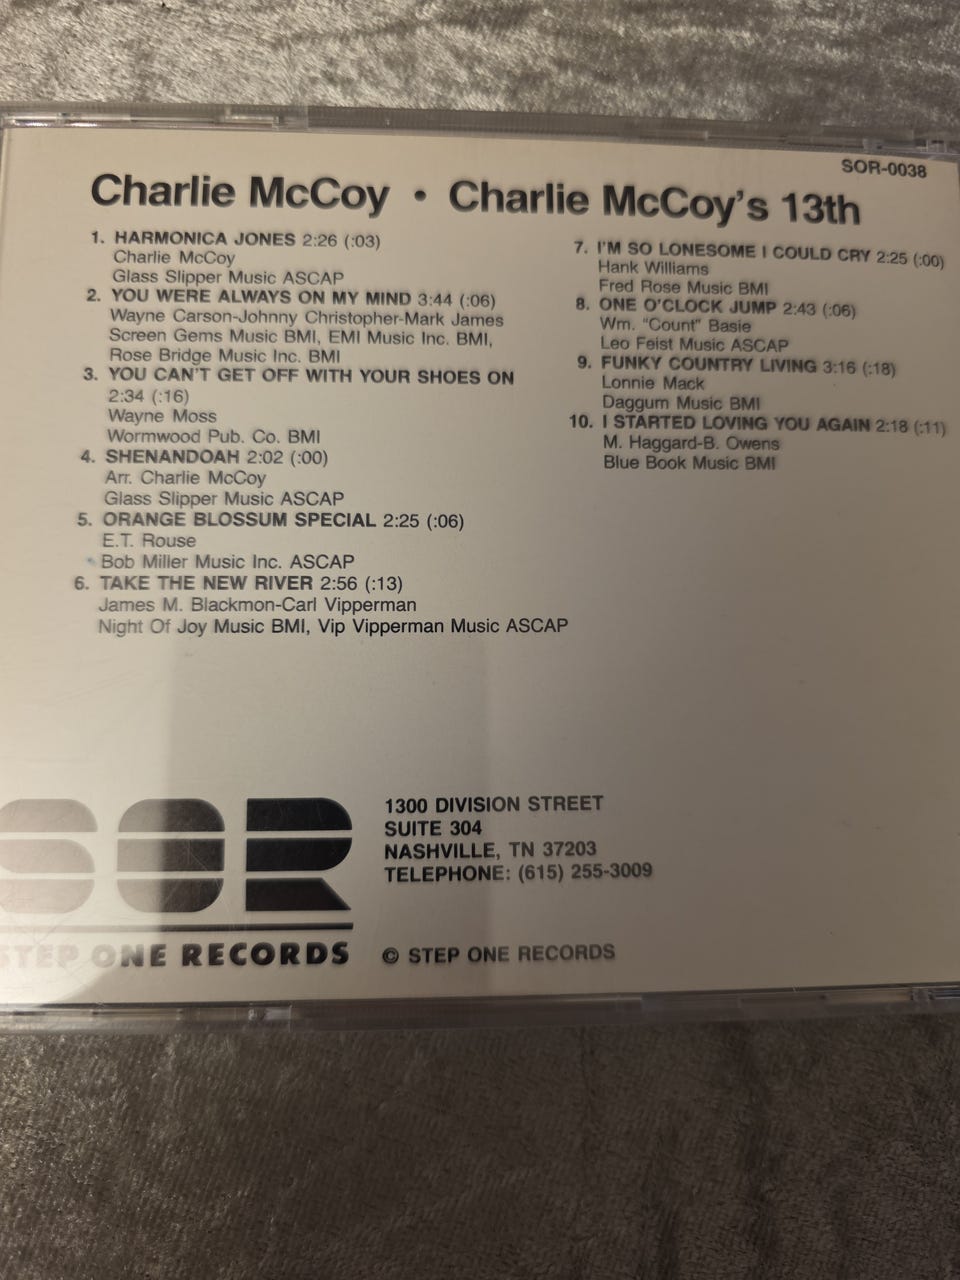 SOR-0038
Charlie McCoy • Charlie McCoy's 13th
1. HARMONICA JONES 2:26 (:03)
Charlie McCoy
Glass Slipper Music ASCAP
2. YOU WERE ALWAYS ON MY MIND 3:44 (:06)
Wayne Carson-Johnny Christopher-Mark James
Screen Gems Music BMI, EMI Music Inc. BMI,
Rose Bridge Music Inc. BMI
3. YOU CAN'T GET OFF WITH YOUR SHOES ON
2:34 (:16)
Wayne Moss
Wormwood Pub. Co. BMI
4. SHENANDOAH 2:02 (:00)
Arr. Charlie McCoy
Glass Slipper Music ASCAP
5. ORANGE BLOSSUM SPECIAL 2:25 (:06)
E.T. Rouse
Bob Miller Music Inc. ASCAP
6. TAKE THE NEW RIVER 2:56 (:13)
James M. Blackmon-Carl Vipperman
Night Of Joy Music BMI, Vip Vipperman Music ASCAP
7. I'M SO LONESOME I COULD CRY 2:25 (:00)
Hank Williams
Fred Rose Music BMI
8. ONE O'CLOCK JUMP 2:43 (:06)
Wm. "Count" Basie
Leo Feist Music ASCAP
9. FUNKY COUNTRY LIVING 3:16 (:18)
Lonnie Mack
Daggum Music BMI
10. I STARTED LOVING YOU AGAIN 2:18 (:11)
M. Haggard-B. Owens
Blue Book Music BMI
SOR
STEP ONE RECORDS
1300 DIVISION STREET
SUITE 304
NASHVILLE, TN 37203
TELEPHONE: (615) 255-3009
© STEP ONE RECORDS